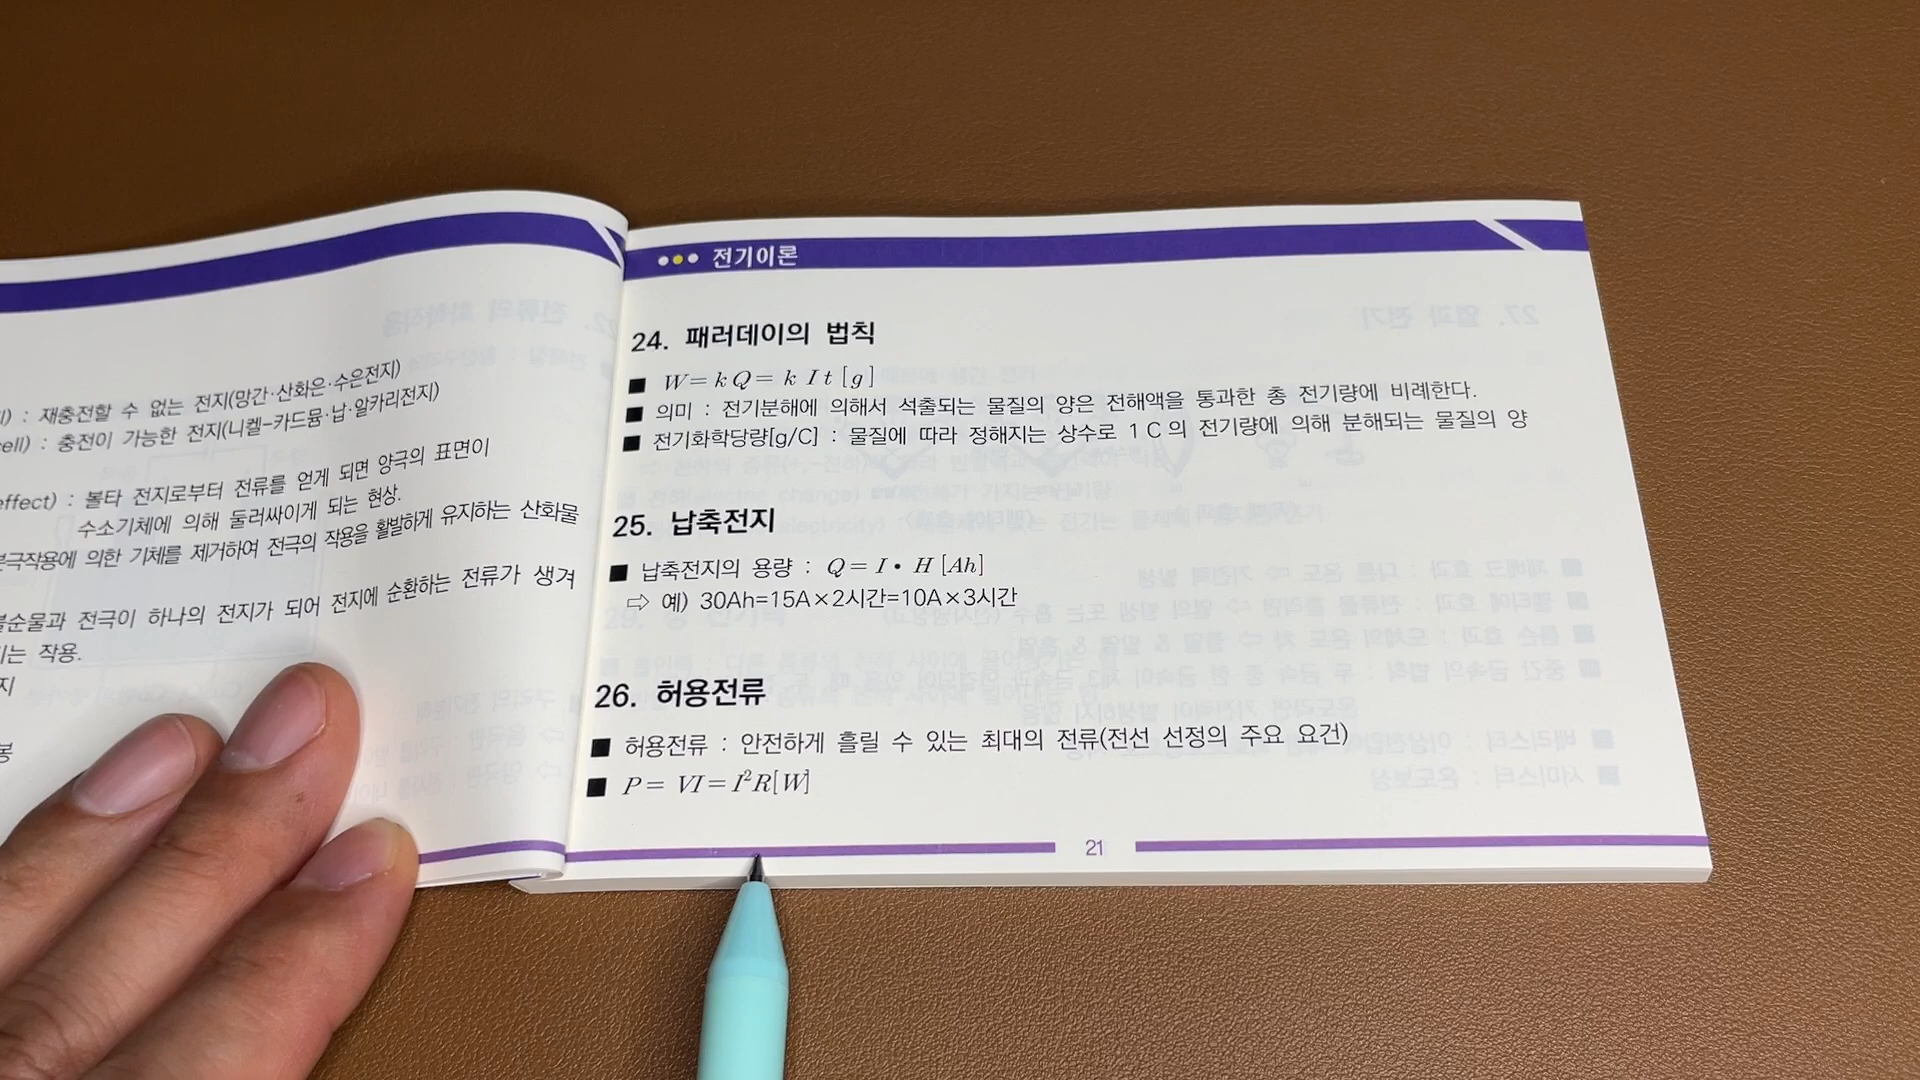 : 재충전할 수 없는 전지(망간·산화은·수은전지)
cell) : 충전이 가능한 전지(니켈-카드뮴·납·알카리전지)
effect) : 볼타 전지로부터 전류를 얻게 되면 양극의 표면이
수소기체에 의해 둘러싸이게 되는 현상.
분극작용에 의한 기체를 제거하여 전극의 작용을 활발하게 유지하는 산화물
불순물과 전극이 하나의 전지가 되어 전지에 순환하는 전류가 생겨
지는 작용.
지
봉
전기이론
24. 패러데이의 법칙
■ W = kQ = k I t [g]
■ 의미 : 전기분해에 의해서 석출되는 물질의 양은 전해액을 통과한 총 전기량에 비례한다.
■ 전기화학당량[g/C] : 물질에 따라 정해지는 상수로 1 C 의 전기량에 의해 분해되는 물질의 양
25. 납축전지
■ 납축전지의 용량 : Q = I • H [Ah]
⇨ 예) 30Ah=15A×2시간=10A×3시간
26. 허용전류
■ 허용전류 : 안전하게 흘릴 수 있는 최대의 전류(전선 선정의 주요 요건)
■ P = VI = I²R[W]
21